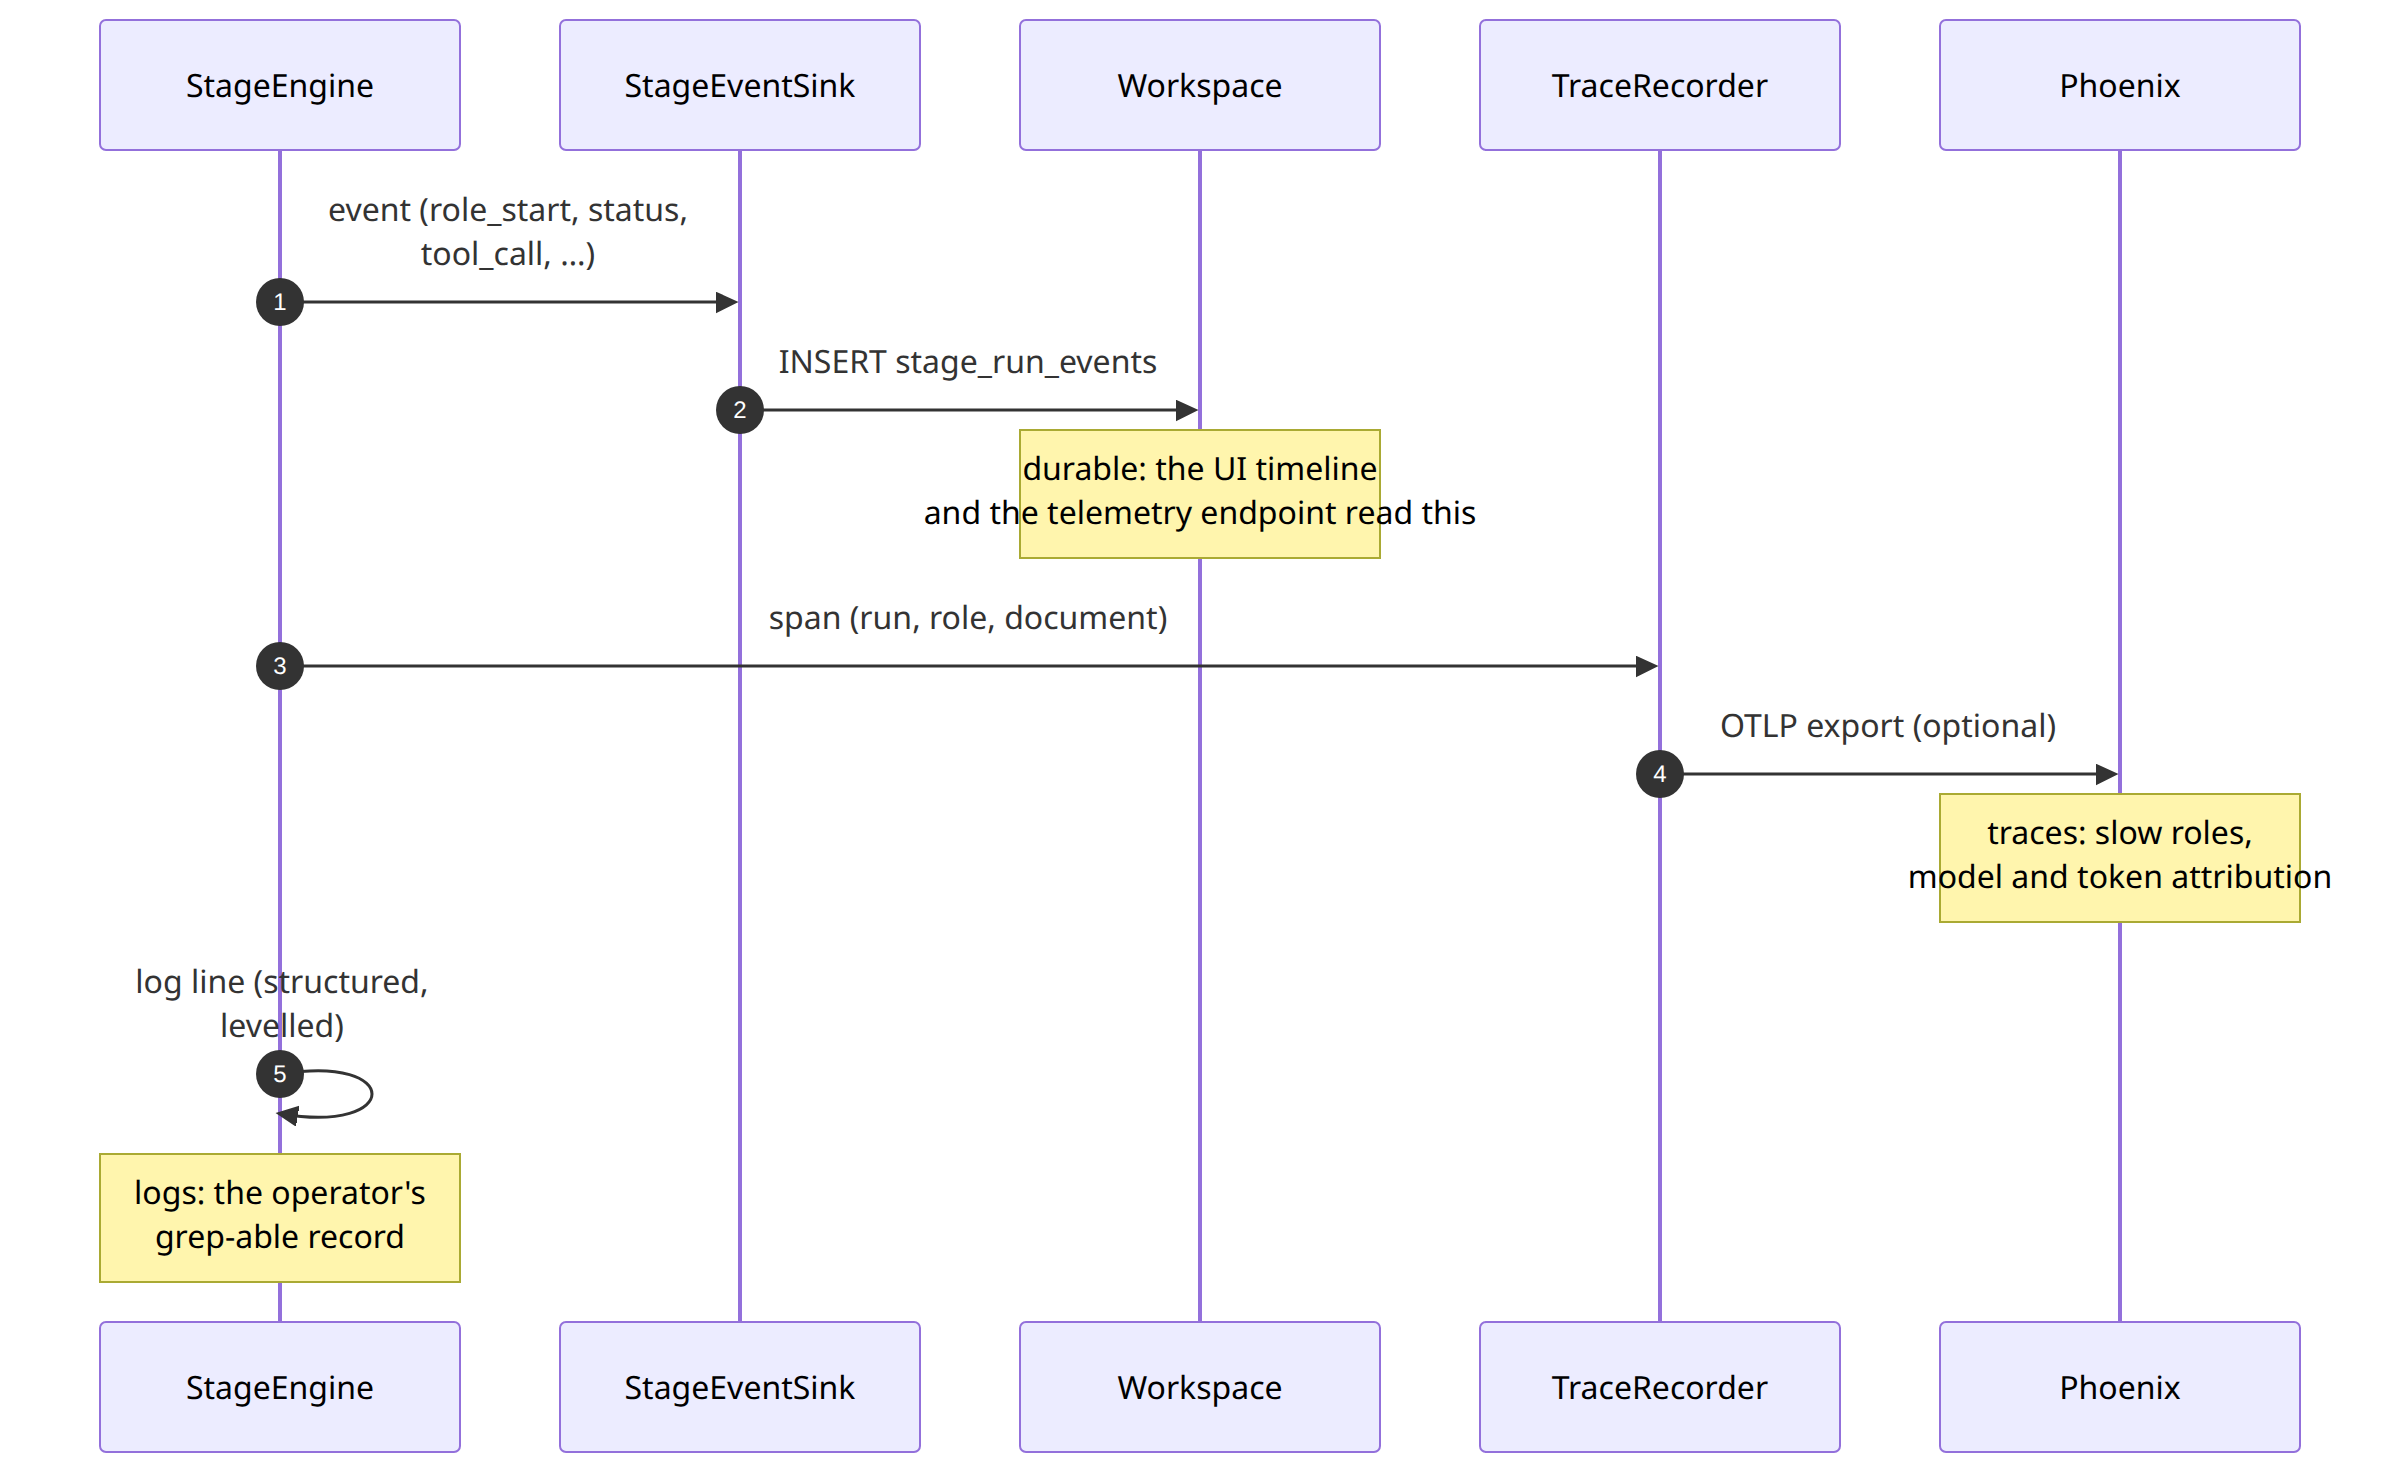 StageEngine
StageEventSink
Workspace
TraceRecorder
Phoenix
event (role_start, status,
tool_call, ...)
1
INSERT stage_run_events
2
durable: the UI timeline
and the telemetry endpoint read this
span (run, role, document)
3
OTLP export (optional)
4
traces: slow roles,
model and token attribution
log line (structured,
levelled)
5
logs: the operator's
grep-able record
StageEngine
StageEventSink
Workspace
TraceRecorder
Phoenix